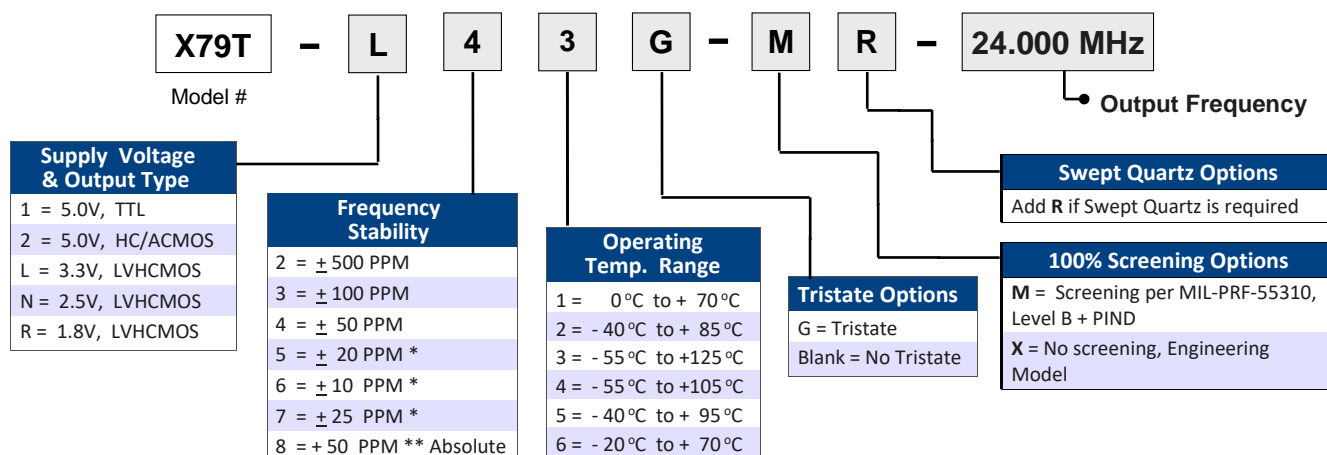 X79T – L 4 3 G – M R – 24.000 MHz
Model #
Output Frequency
Supply Voltage
& Output Type
1 = 5.0V, TTL
2 = 5.0V, HC/ACMOS
L = 3.3V, LVHCMOS
N = 2.5V, LVHCMOS
R = 1.8V, LVHCMOS
Frequency
Stability
2 = ± 500 PPM
3 = ± 100 PPM
4 = ± 50 PPM
5 = ± 20 PPM *
6 = ± 10 PPM *
7 = ± 25 PPM *
8 = + 50 PPM ** Absolute
Operating
Temp. Range
1 = 0 °C to + 70 °C
2 = - 40 °C to + 85 °C
3 = - 55 °C to +125 °C
4 = - 55 °C to +105 °C
5 = - 40 °C to + 95 °C
6 = - 20 °C to + 70 °C
Tristate Options
G = Tristate
Blank = No Tristate
Swept Quartz Options
Add R if Swept Quartz is required
100% Screening Options
M = Screening per MIL-PRF-55310,
Level B + PIND
X = No screening, Engineering
Model